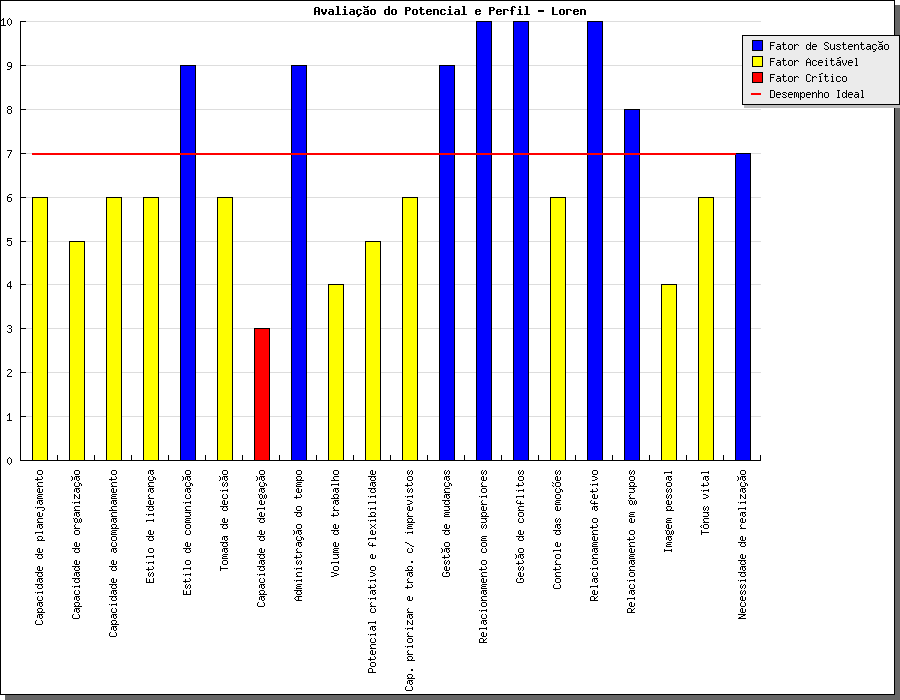 Avaliação do Potencial e Perfil - Loren
Fator de Sustentação
Fator Aceitável
Fator Crítico
Desempenho Ideal
10
9
8
7
6
5
4
3
2
1
0
Capacidade de planejamento
Capacidade de organização
Capacidade de acompanhamento
Estilo de liderança
Estilo de comunicação
Tomada de decisão
Capacidade de delegação
Administração do tempo
Volume de trabalho
Potencial criativo e flexibilidade
Cap. priorizar e trab. c/ imprevistos
Gestão de mudanças
Relacionamento com superiores
Gestão de conflitos
Controle das emoções
Relacionamento afetivo
Relacionamento em grupos
Imagem pessoal
Tônus vital
Necessidade de realização